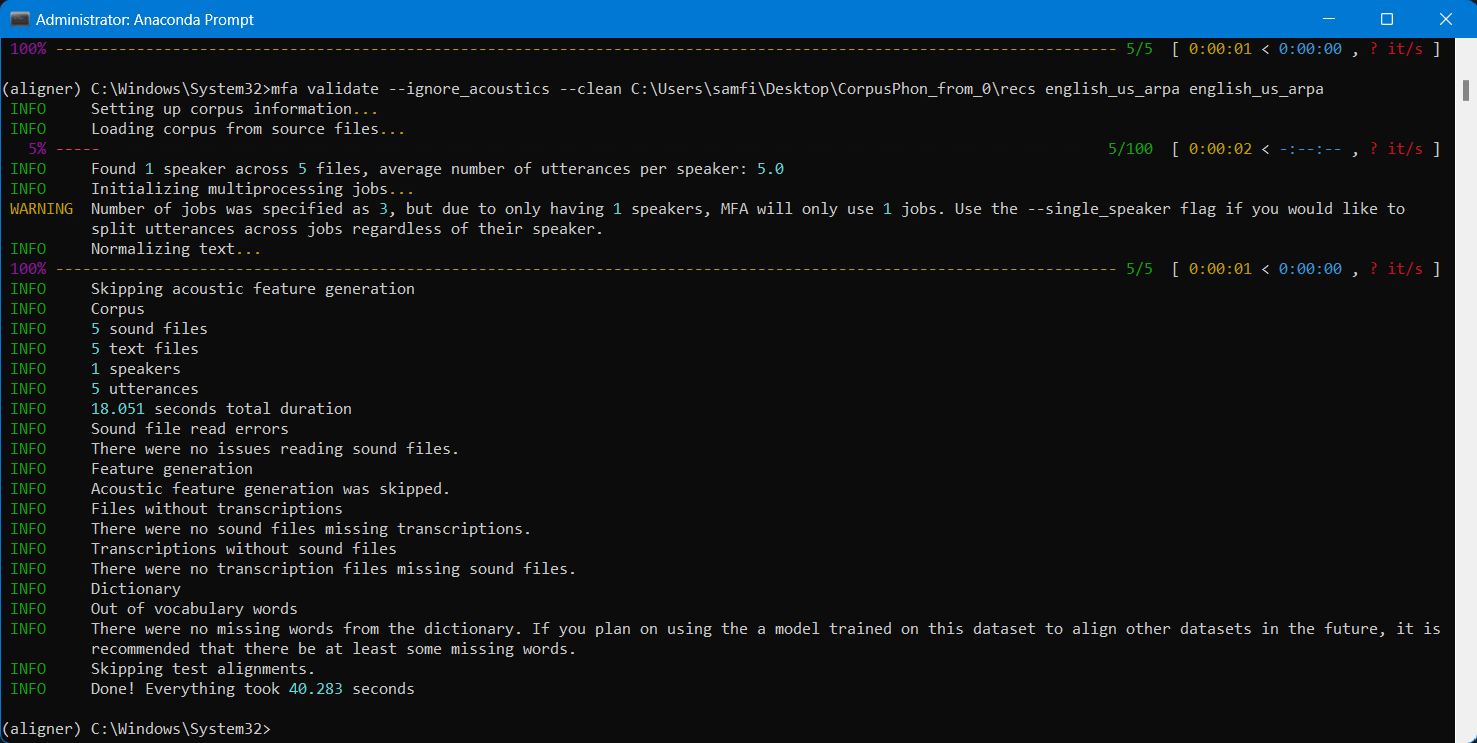 Administrator: Anaconda Prompt
100% ---------------------------------------------------------------------------------------------------------------------- 5/5 [ 0:00:01 < 0:00:00 , ? it/s ]
(aligner) C:\Windows\System32>mfa validate --ignore_acoustics --clean C:\Users\samfi\Desktop\CorpusPhon_from_0\recs english_us_arpa english_us_arpa
INFO Setting up corpus information...
INFO Loading corpus from source files...
5% ----- 5/100 [ 0:00:02 < -:--:-- , ? it/s ]
INFO Found 1 speaker across 5 files, average number of utterances per speaker: 5.0
INFO Initializing multiprocessing jobs...
WARNING Number of jobs was specified as 3, but due to only having 1 speakers, MFA will only use 1 jobs. Use the --single_speaker flag if you would like to
split utterances across jobs regardless of their speaker.
INFO Normalizing text...
100% ---------------------------------------------------------------------------------------------------------------------- 5/5 [ 0:00:01 < 0:00:00 , ? it/s ]
INFO Skipping acoustic feature generation
INFO Corpus
INFO 5 sound files
INFO 5 text files
INFO 1 speakers
INFO 5 utterances
INFO 18.051 seconds total duration
INFO Sound file read errors
INFO There were no issues reading sound files.
INFO Feature generation
INFO Acoustic feature generation was skipped.
INFO Files without transcriptions
INFO There were no sound files missing transcriptions.
INFO Transcriptions without sound files
INFO There were no transcription files missing sound files.
INFO Dictionary
INFO Out of vocabulary words
INFO There were no missing words from the dictionary. If you plan on using the a model trained on this dataset to align other datasets in the future, it is
recommended that there be at least some missing words.
INFO Skipping test alignments.
INFO Done! Everything took 40.283 seconds
(aligner) C:\Windows\System32>